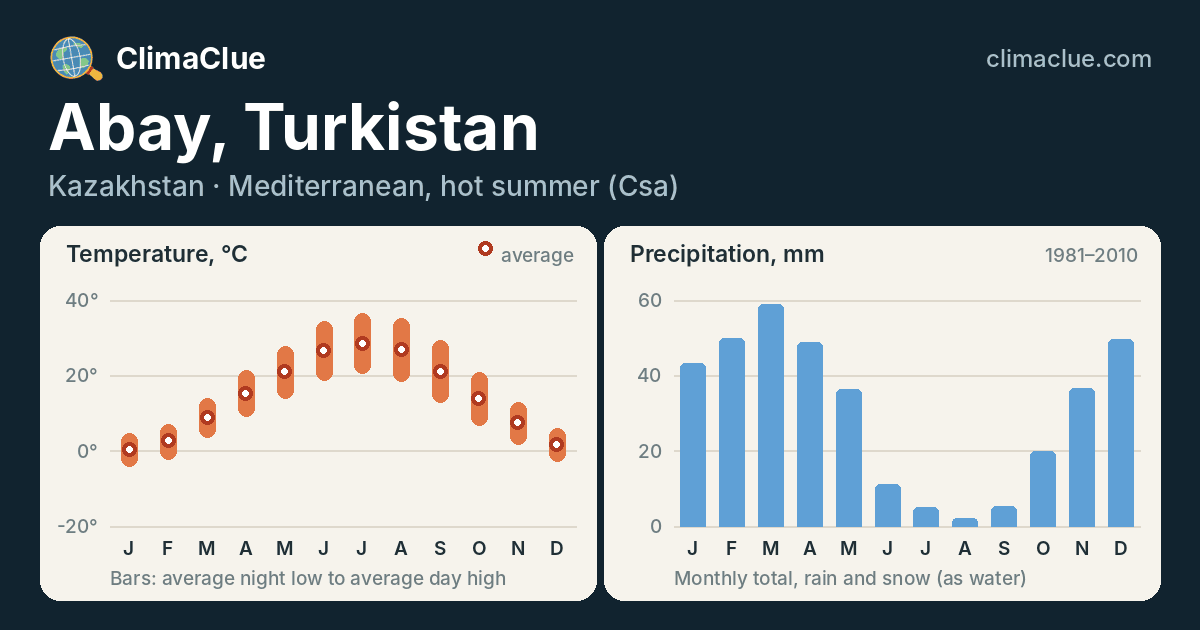 ClimaClue
climaclue.com
Abay, Turkistan
Kazakhstan · Mediterranean, hot summer (Csa)
Temperature, °C
average
40°
20°
0°
-20°
J F M A M J J A S O N D
Bars: average night low to average day high
Precipitation, mm
1981–2010
60
40
20
0
J F M A M J J A S O N D
Monthly total, rain and snow (as water)